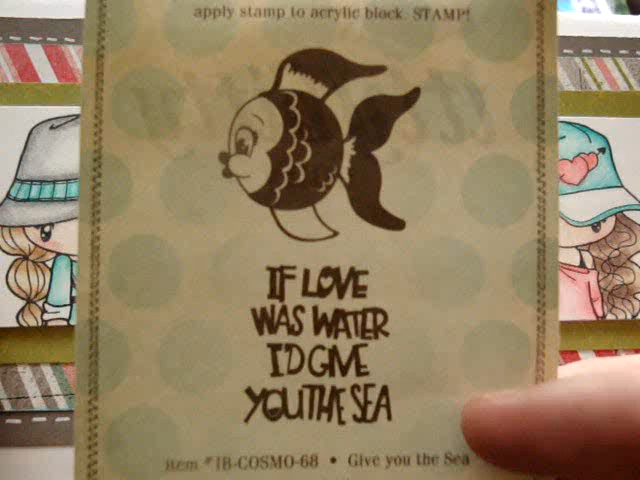 apply stamp to acrylic block. STAMP!
IF LOVE
WAS WATER
I'D GIVE
YOU THE SEA
Item #IB-COSMO-68 • Give you the Sea